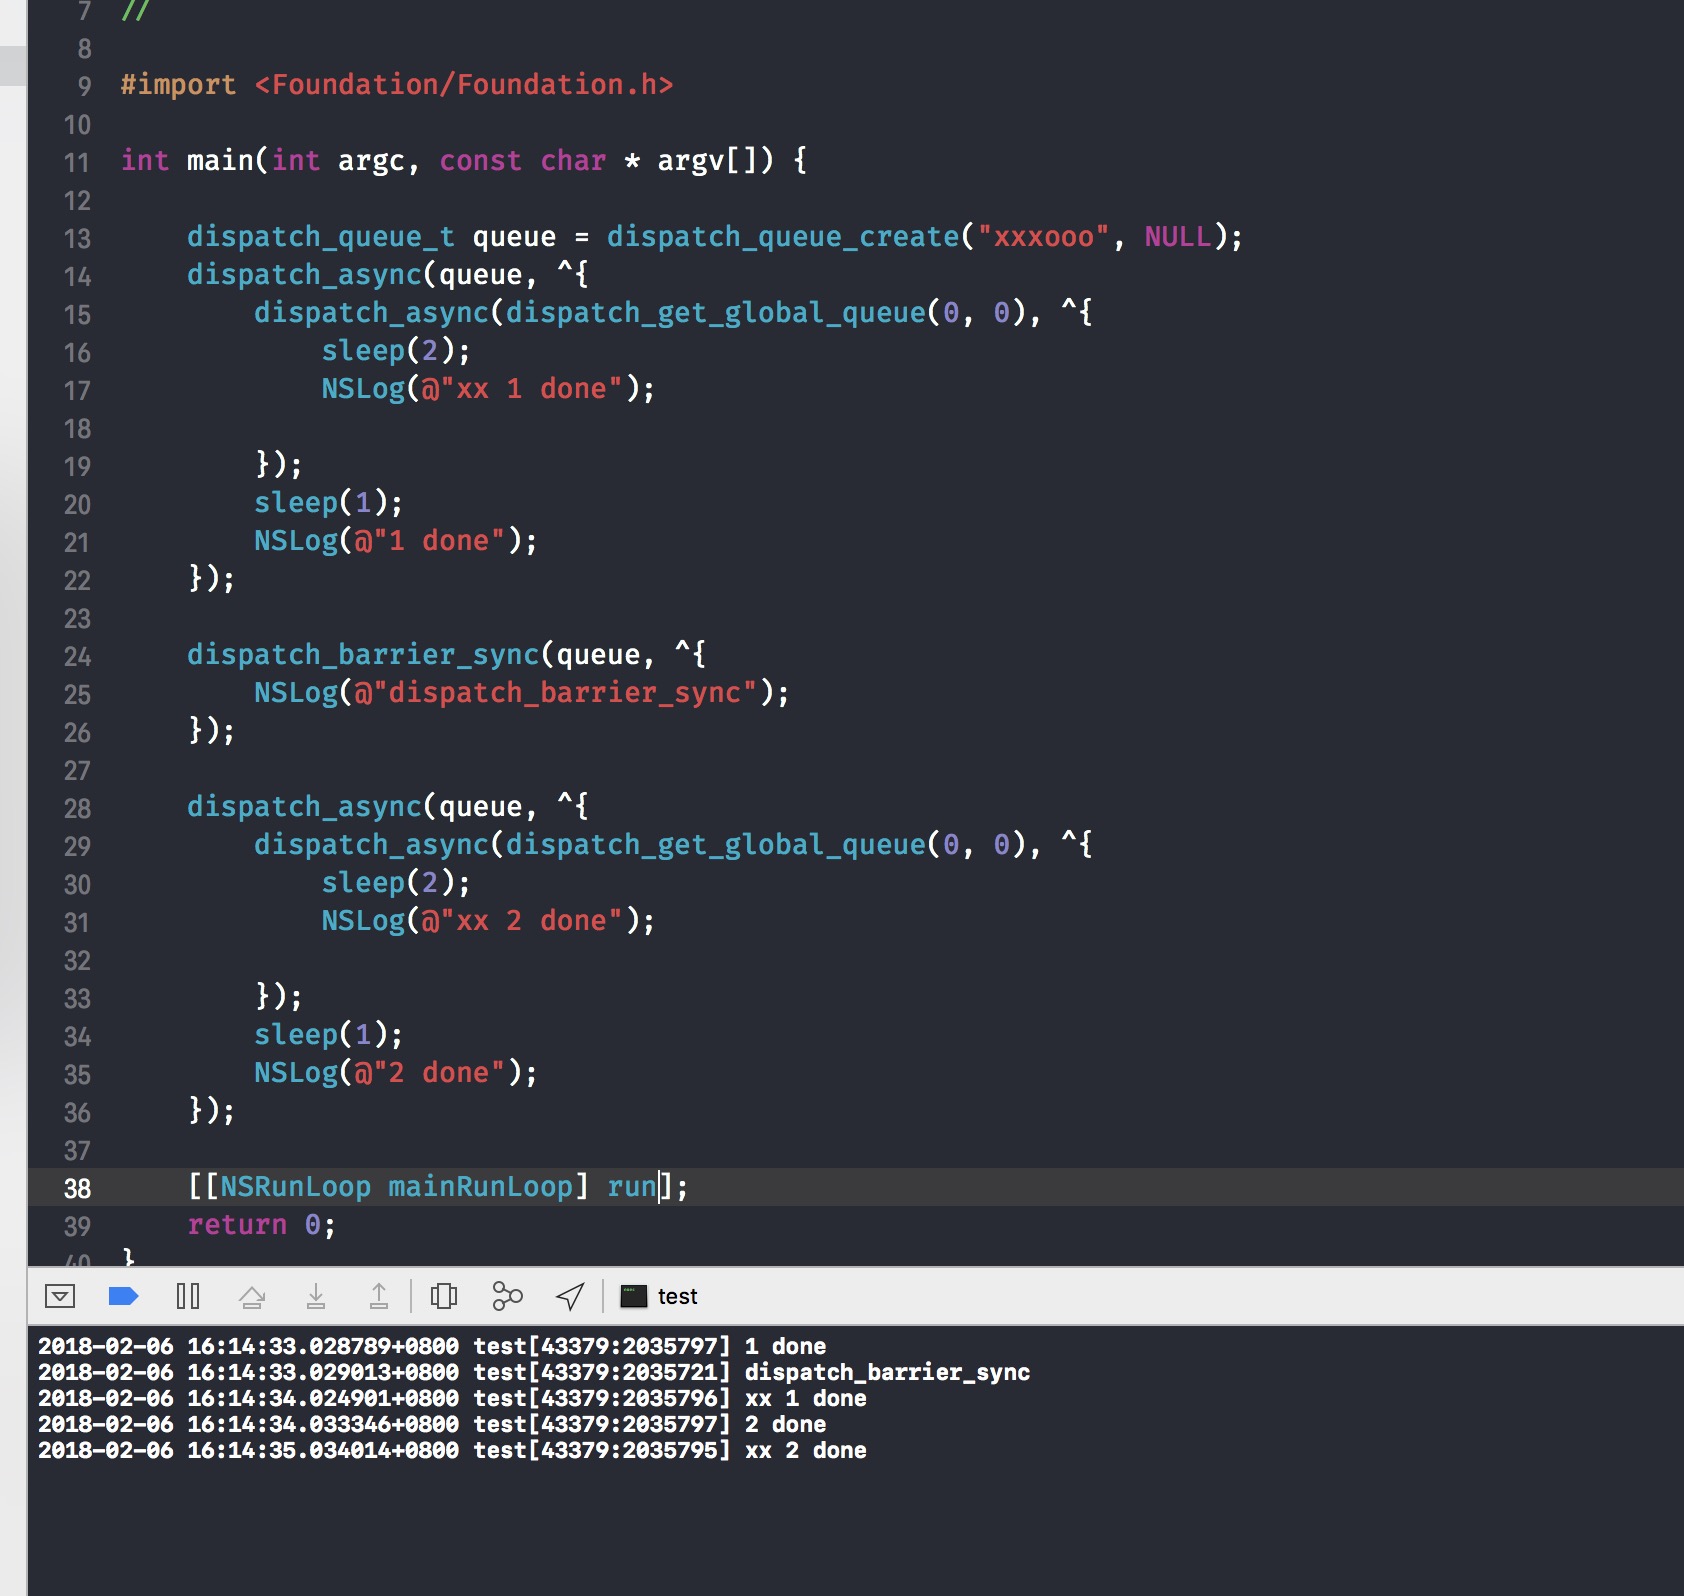 7 //
8
9 #import <Foundation/Foundation.h>
10
11 int main(int argc, const char * argv[]) {
12
13 dispatch_queue_t queue = dispatch_queue_create("xxxooo", NULL);
14 dispatch_async(queue, ^{
15 dispatch_async(dispatch_get_global_queue(0, 0), ^{
16 sleep(2);
17 NSLog(@"xx 1 done");
18
19 });
20 sleep(1);
21 NSLog(@"1 done");
22 });
23
24 dispatch_barrier_sync(queue, ^{
25 NSLog(@"dispatch_barrier_sync");
26 });
27
28 dispatch_async(queue, ^{
29 dispatch_async(dispatch_get_global_queue(0, 0), ^{
30 sleep(2);
31 NSLog(@"xx 2 done");
32
33 });
34 sleep(1);
35 NSLog(@"2 done");
36 });
37
38 [[NSRunLoop mainRunLoop] run];
39 return 0;
40 }
test
2018-02-06 16:14:33.028789+0800 test[43379:2035797] 1 done
2018-02-06 16:14:33.029013+0800 test[43379:2035721] dispatch_barrier_sync
2018-02-06 16:14:34.024901+0800 test[43379:2035796] xx 1 done
2018-02-06 16:14:34.033346+0800 test[43379:2035797] 2 done
2018-02-06 16:14:35.034014+0800 test[43379:2035795] xx 2 done